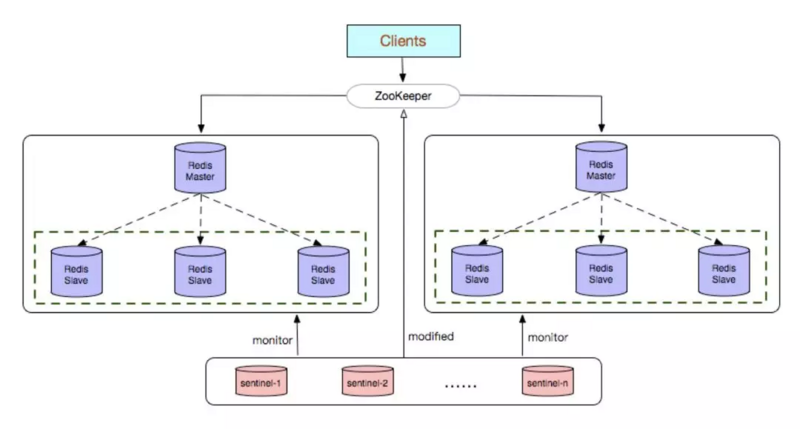 Clients
ZooKeeper
Redis
Master
Redis
Master
Redis
Slave
Redis
Slave
Redis
Slave
Redis
Slave
Redis
Slave
Redis
Slave
monitor
modified
monitor
sentinel-1
sentinel-2
......
sentinel-n